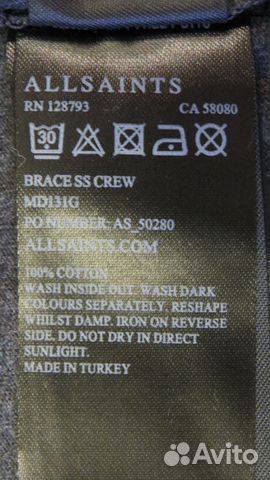 ALLSAINTS
RN 128793 CA 58080
30
BRACE SS CREW
MD131G
PO NUMBER: AS_50280
ALLSAINTS.COM
100% COTTON
WASH INSIDE OUT. WASH DARK
COLOURS SEPARATELY. RESHAPE
WHILST DAMP. IRON ON REVERSE
SIDE. DO NOT DRY IN DIRECT
SUNLIGHT.
MADE IN TURKEY
Avito